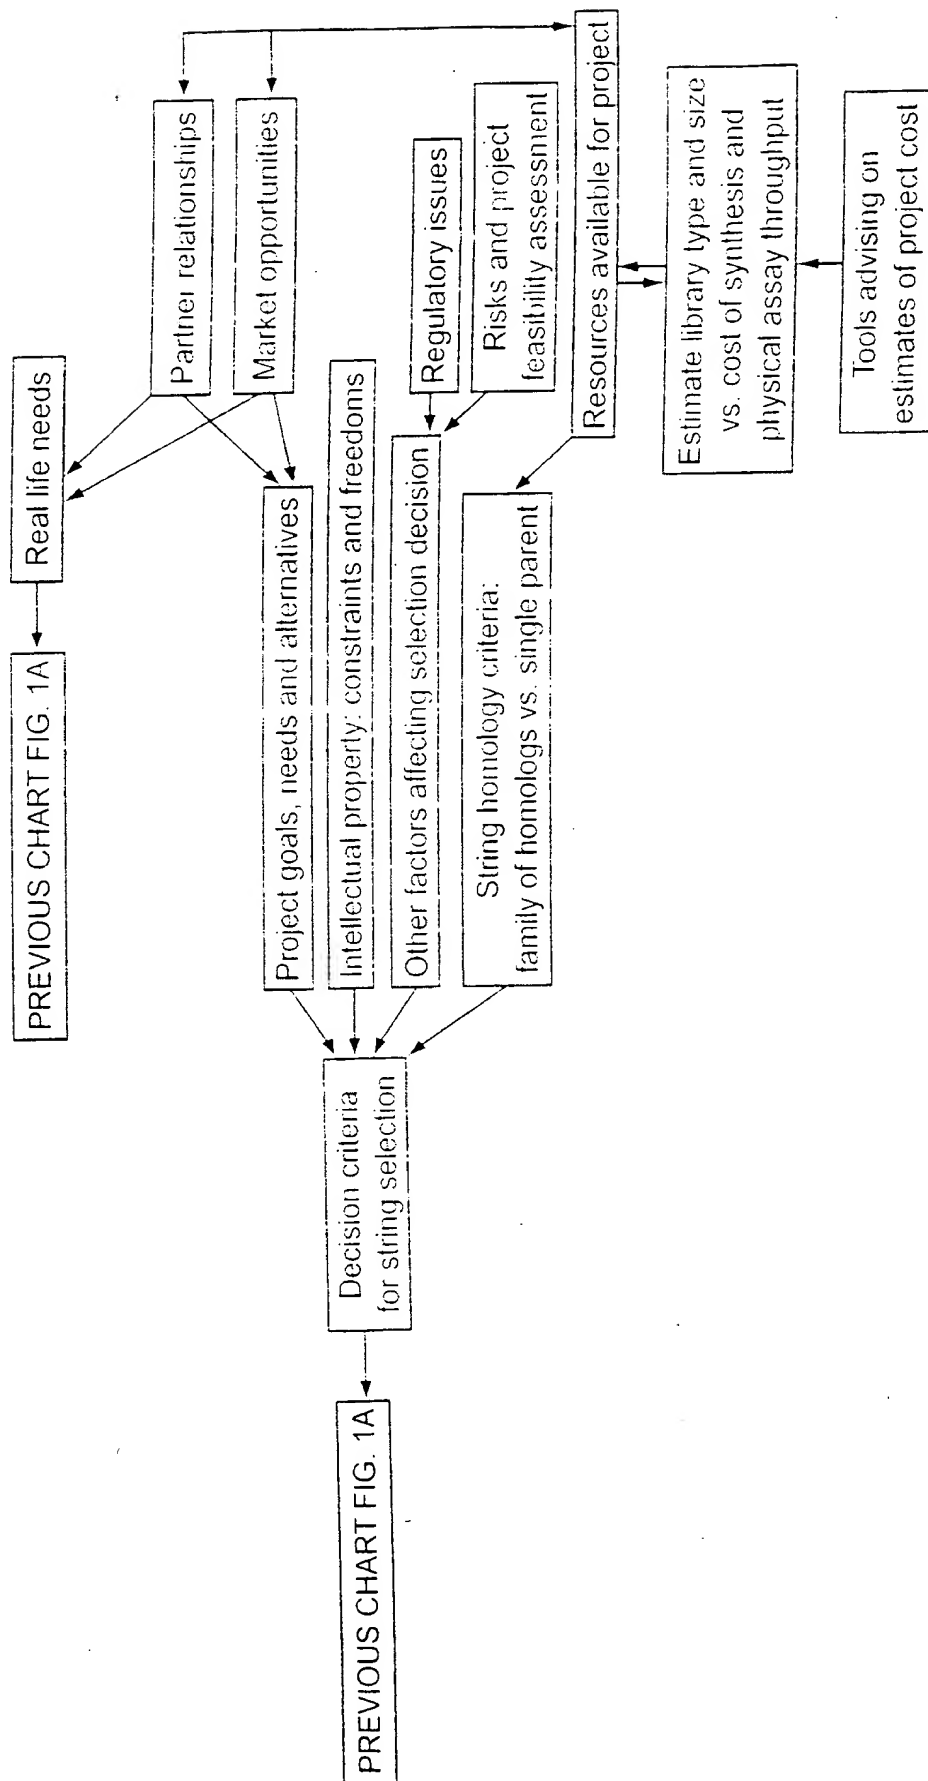 PREVIOUS CHART FIG. 1A
Real life needs
Partner relationships
Market opportunities
Project goals, needs and alternatives
Intellectual property: constraints and freedoms
Regulatory issues
Other factors affecting selection decision
Risks and project
feasibility assessment
String homology criteria:
family of homologs vs. single parent
Resources available for project
Estimate library type and size
vs. cost of synthesis and
physical assay throughput
Tools advising on
estimates of project cost
Decision criteria
for string selection
PREVIOUS CHART FIG. 1A